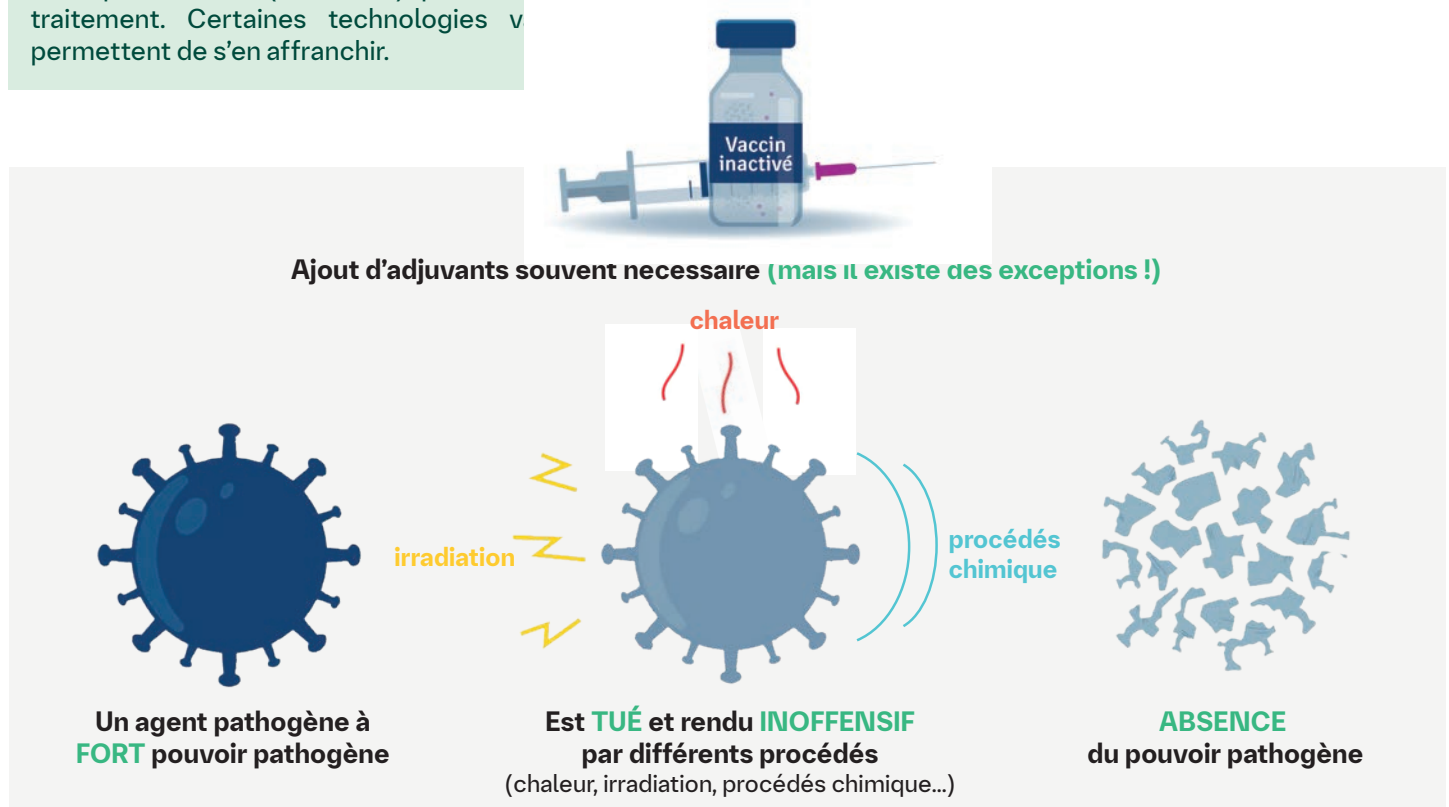 traitement. Certaines technologies
permettent de s'en affranchir.
Vaccin
inactivé
Ajout d'adjuvants souvent nécessaire (mais il existe des exceptions !)
chaleur
irradiation
procédés
chimique
Un agent pathogène à
FORT pouvoir pathogène
Est TUÉ et rendu INOFFENSIF
par différents procédés
(chaleur, irradiation, procédés chimique...)
ABSENCE
du pouvoir pathogène